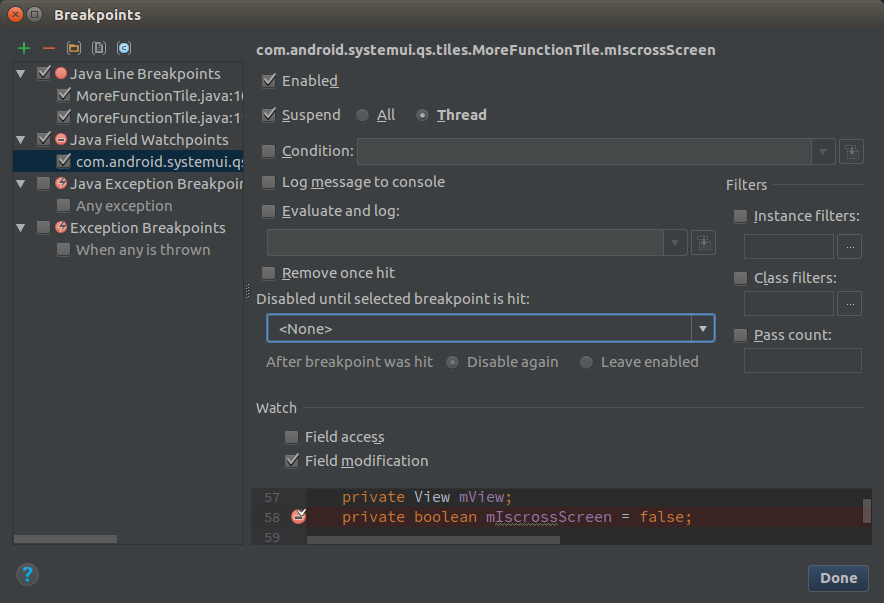 Breakpoints
Java Line Breakpoints
MoreFunctionTile.java:10
MoreFunctionTile.java:1
Java Field Watchpoints
com.android.systemui.qs
Java Exception Breakpoin
Any exception
Exception Breakpoints
When any is thrown
com.android.systemui.qs.tiles.MoreFunctionTile.mIscrossScreen
Enabled
Suspend All Thread
Condition:
Log message to console
Evaluate and log:
Remove once hit
Disabled until selected breakpoint is hit:
<None>
After breakpoint was hit Disable again Leave enabled
Filters
Instance filters:
...
Class filters:
...
Pass count:
Watch
Field access
Field modification
57 private View mView;
58 private boolean mIscrossScreen = false;
59
?
Done